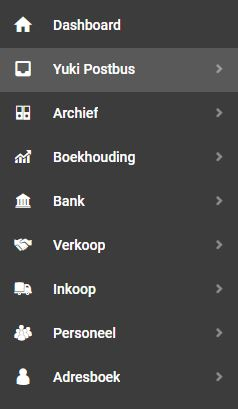 Dashboard
Yuki Postbus
Archief
Boekhouding
Bank
Verkoop
Inkoop
Personeel
Adresboek